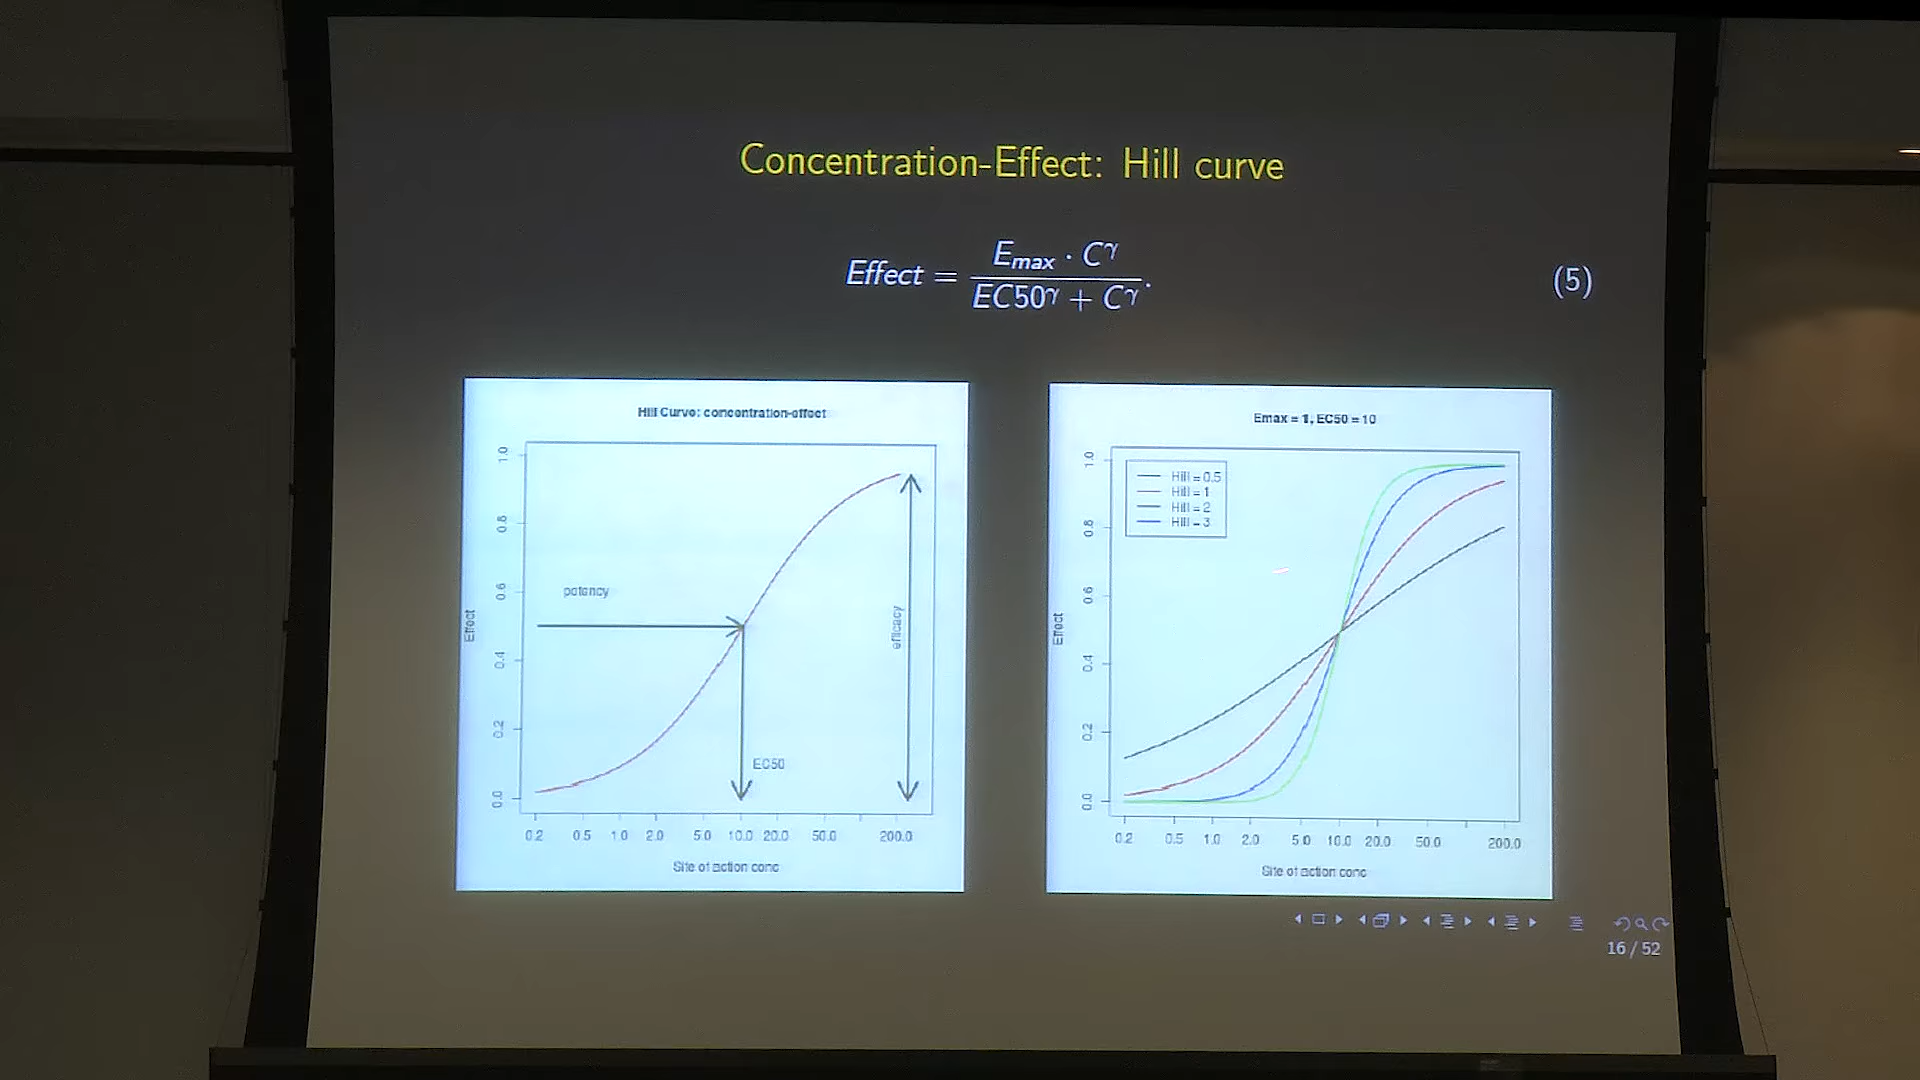 Concentration-Effect: Hill curve
Effect = E_max · C^γ / (EC50^γ + C^γ). (5)
Hill Curve: concentration-effect
1.0
0.8
0.6
0.4
0.2
0.0
Effect
potency
efficacy
EC50
0.2 0.5 1.0 2.0 5.0 10.0 20.0 50.0 200.0
Site of action conc
Emax = 1, EC50 = 10
1.0
0.8
0.6
0.4
0.2
0.0
Effect
Hill = 0.5
Hill = 1
Hill = 2
Hill = 3
0.2 0.5 1.0 2.0 5.0 10.0 20.0 50.0 200.0
Site of action conc
16 / 52